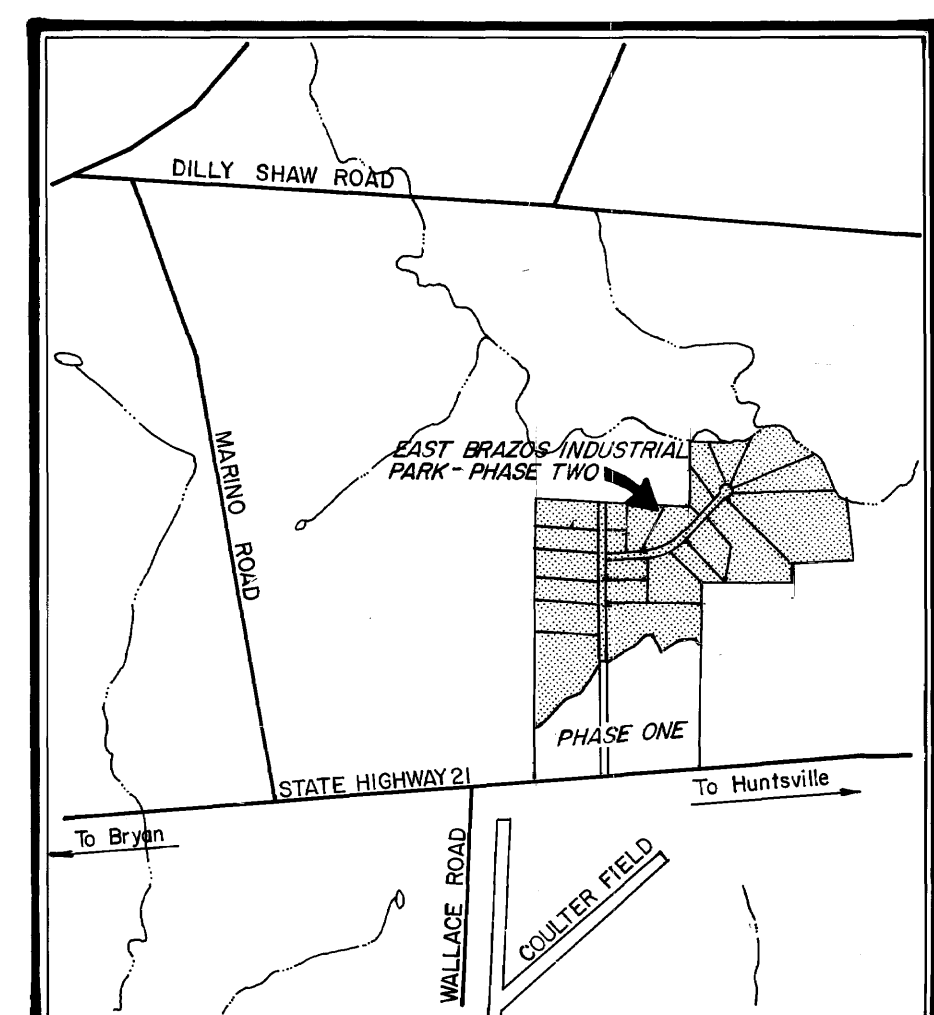 DILLY SHAW ROAD
MARINO ROAD
EAST BRAZOS INDUSTRIAL
PARK - PHASE TWO
PHASE ONE
STATE HIGHWAY 21
To Huntsville
To Bryan
WALLACE ROAD
COULTER FIELD